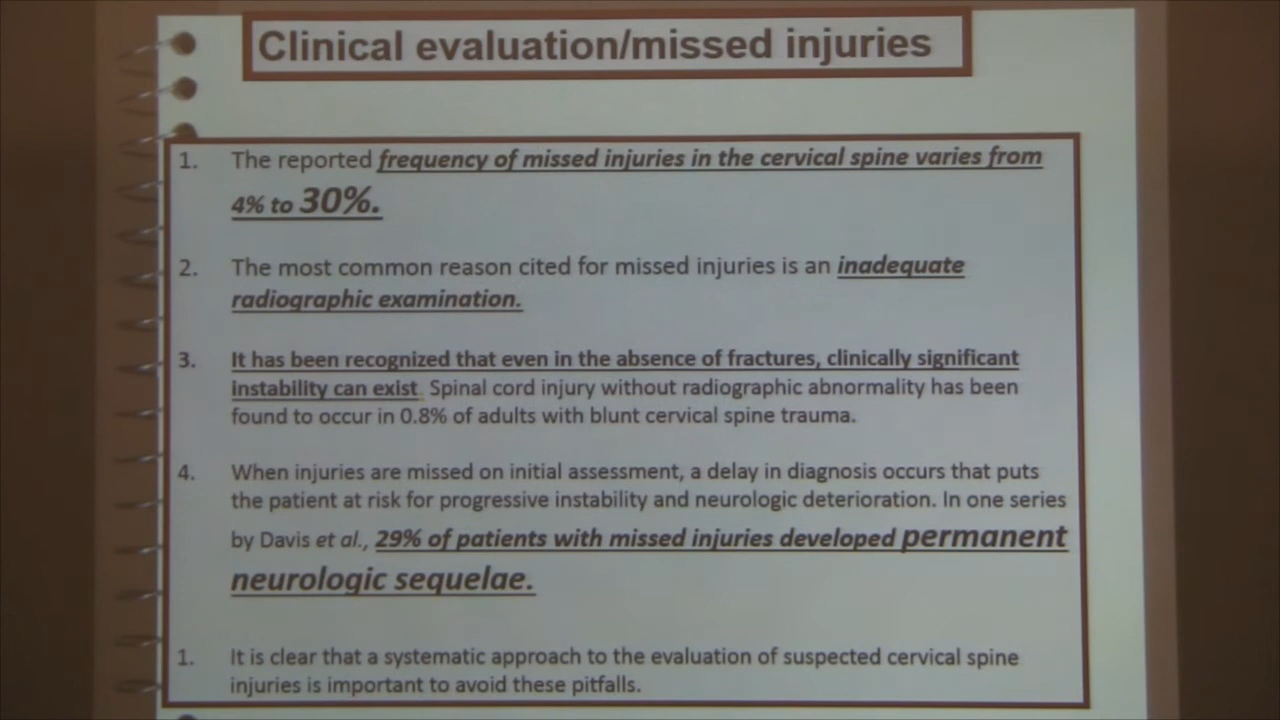 Clinical evaluation/missed injuries
1. The reported frequency of missed injuries in the cervical spine varies from
4% to 30%.
2. The most common reason cited for missed injuries is an inadequate
radiographic examination.
3. It has been recognized that even in the absence of fractures, clinically significant
instability can exist. Spinal cord injury without radiographic abnormality has been
found to occur in 0.8% of adults with blunt cervical spine trauma.
4. When injuries are missed on initial assessment, a delay in diagnosis occurs that puts
the patient at risk for progressive instability and neurologic deterioration. In one series
by Davis et al., 29% of patients with missed injuries developed permanent
neurologic sequelae.
1. It is clear that a systematic approach to the evaluation of suspected cervical spine
injuries is important to avoid these pitfalls.